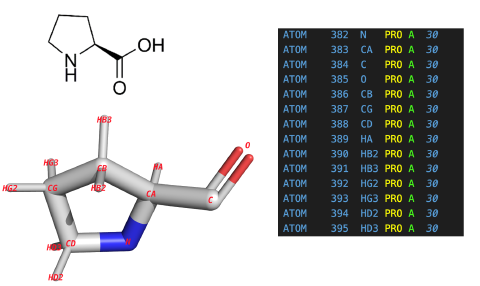 OH
N
H
O
ATOM 382 N PRO A 30
ATOM 383 CA PRO A 30
ATOM 384 C PRO A 30
ATOM 385 O PRO A 30
ATOM 386 CB PRO A 30
ATOM 387 CG PRO A 30
ATOM 388 CD PRO A 30
ATOM 389 HA PRO A 30
ATOM 390 HB2 PRO A 30
ATOM 391 HB3 PRO A 30
ATOM 392 HG2 PRO A 30
ATOM 393 HG3 PRO A 30
ATOM 394 HD2 PRO A 30
ATOM 395 HD3 PRO A 30
HB3
O
HG3
CB
HA
HG2
CG
HB2
CA
C
CD
N
HD2